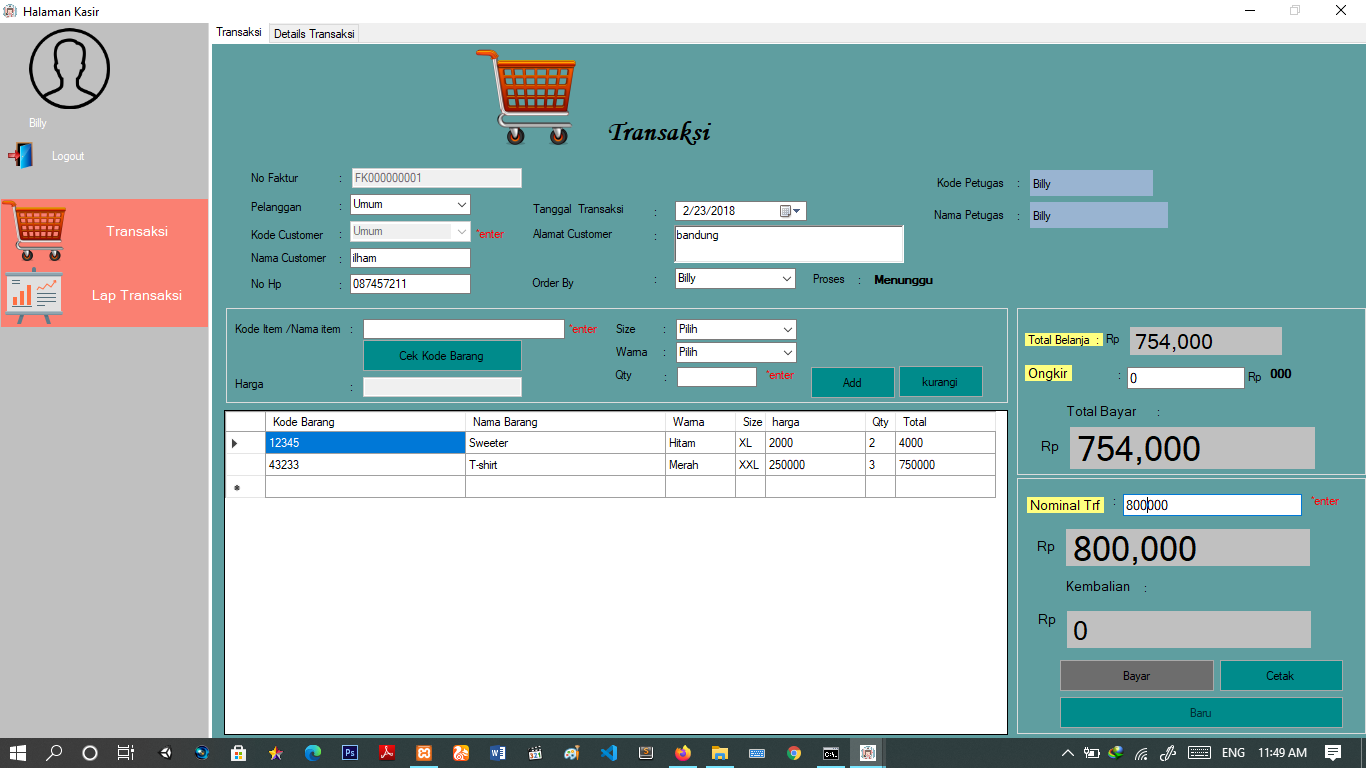 Halaman Kasir
Transaksi Details Transaksi
Billy
Logout
Transaksi
Lap Transaksi
Transaksi
No Faktur : FK000000001
Pelanggan : Umum
Kode Customer : Umum *enter
Nama Customer : ilham
No Hp : 087457211
Tanggal Transaksi : 2/23/2018
Alamat Customer : bandung
Order By : Billy Proses : Menunggu
Kode Petugas : Billy
Nama Petugas : Billy
Kode Item /Nama item : *enter
Cek Kode Barang
Harga :
Size : Pilih
Warna : Pilih
Qty : *enter
Add kurangi
Kode Barang Nama Barang Warna Size harga Qty Total
12345 Sweeter Hitam XL 2000 2 4000
43233 T-shirt Merah XXL 250000 3 750000
Total Belanja : Rp 754,000
Ongkir : 0 Rp 000
Total Bayar :
Rp 754,000
Nominal Trf : 800000 *enter
Rp 800,000
Kembalian :
Rp 0
Bayar Cetak
Baru
ENG 11:49 AM